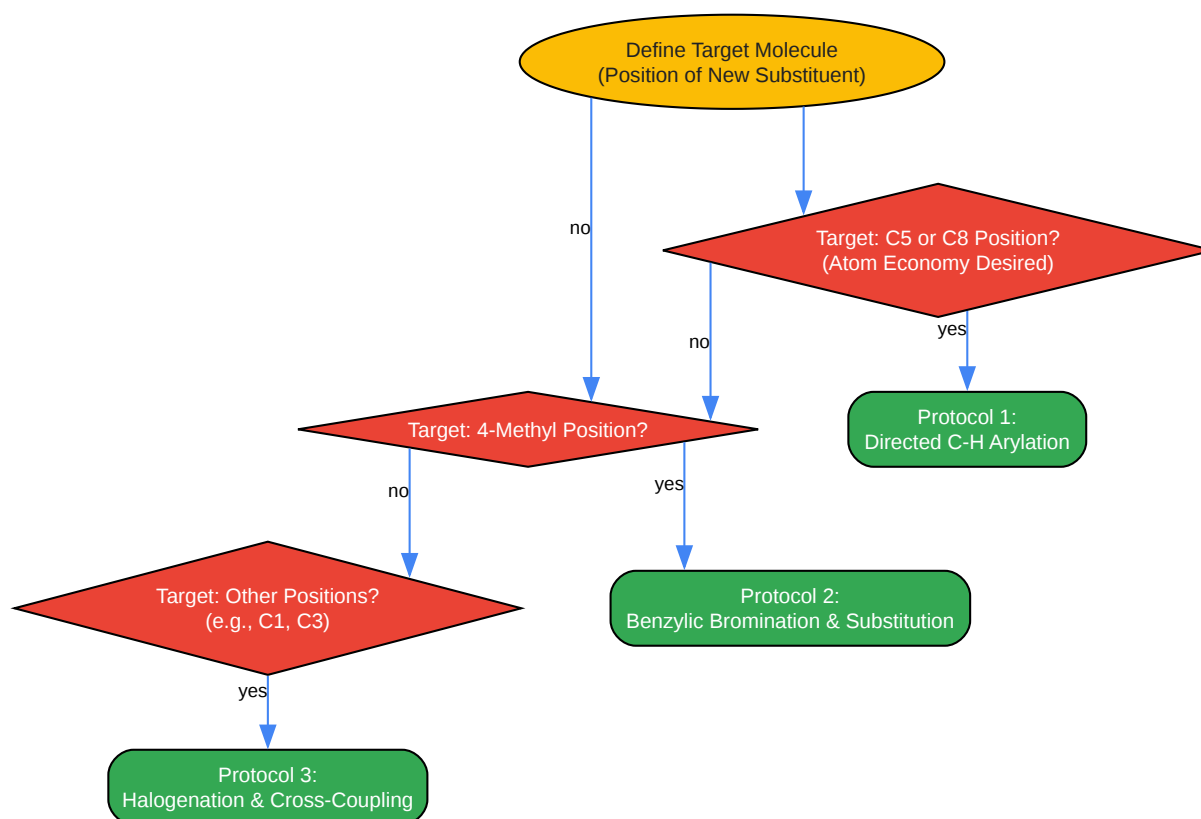 Define Target Molecule
(Position of New Substituent)
no
Target: C5 or C8 Position?
(Atom Economy Desired)
no
yes
Protocol 1:
Directed C-H Arylation
Target: 4-Methyl Position?
no
yes
Protocol 2:
Benzylic Bromination & Substitution
Target: Other Positions?
(e.g., C1, C3)
yes
Protocol 3:
Halogenation & Cross-Coupling